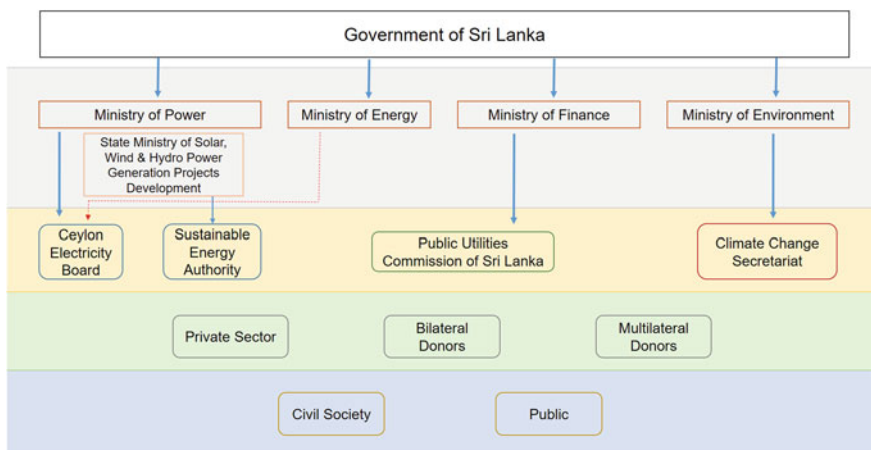 Government of Sri Lanka
Ministry of Power
Ministry of Energy
Ministry of Finance
Ministry of Environment
State Ministry of Solar,
Wind & Hydro Power
Generation Projects
Development
Ceylon
Electricity
Board
Sustainable
Energy
Authority
Public Utilities
Commission of Sri Lanka
Climate Change
Secretariat
Private Sector
Bilateral
Donors
Multilateral
Donors
Civil Society
Public